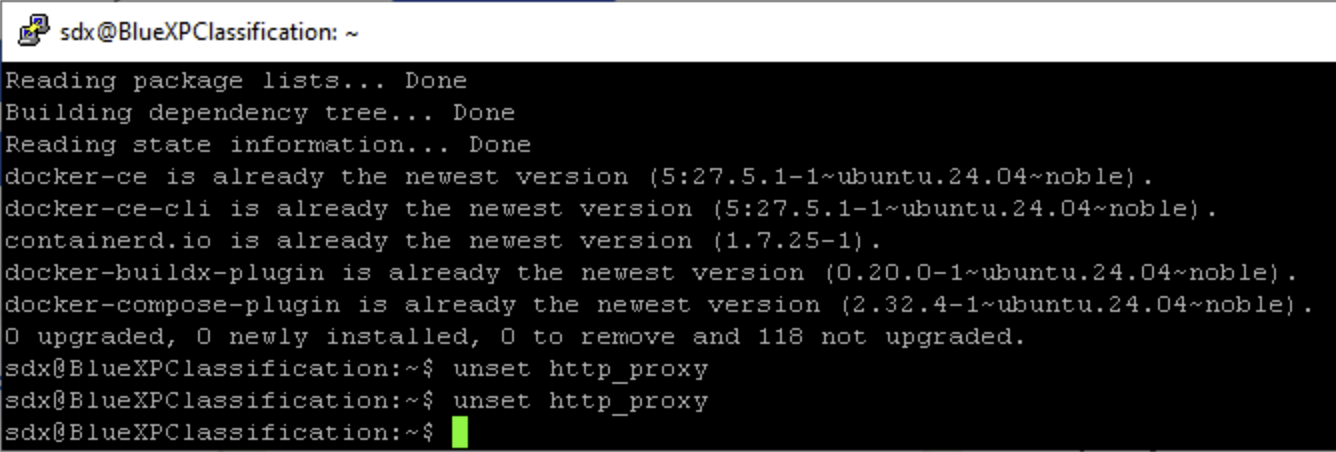 sdx@BlueXPClassification: ~
Reading package lists... Done
Building dependency tree... Done
Reading state information... Done
docker-ce is already the newest version (5:27.5.1-1~ubuntu.24.04~noble).
docker-ce-cli is already the newest version (5:27.5.1-1~ubuntu.24.04~noble).
containerd.io is already the newest version (1.7.25-1).
docker-buildx-plugin is already the newest version (0.20.0-1~ubuntu.24.04~noble).
docker-compose-plugin is already the newest version (2.32.4-1~ubuntu.24.04~noble).
0 upgraded, 0 newly installed, 0 to remove and 118 not upgraded.
sdx@BlueXPClassification:~$ unset http_proxy
sdx@BlueXPClassification:~$ unset http_proxy
sdx@BlueXPClassification:~$